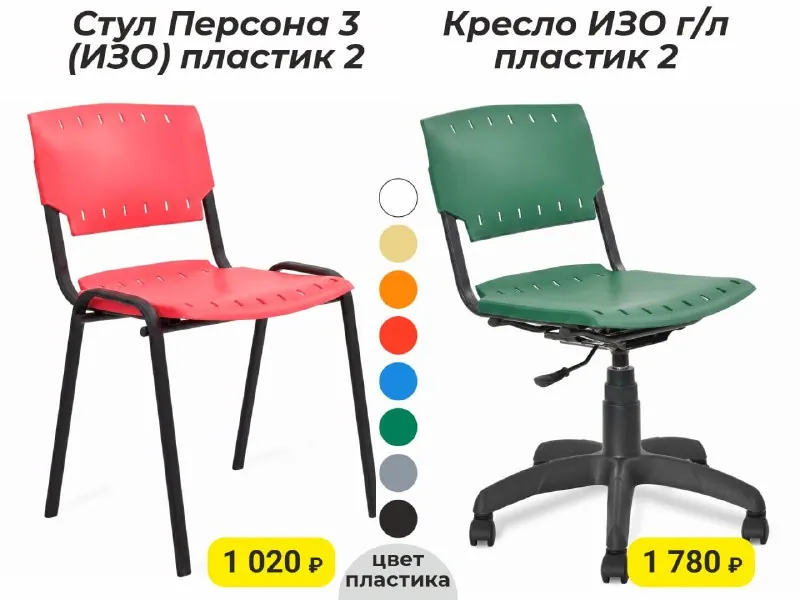 Стул Персона 3
(ИЗО) пластик 2
Кресло ИЗО г/л
пластик 2
1 020 ₽
цвет
пластика
1 780 ₽